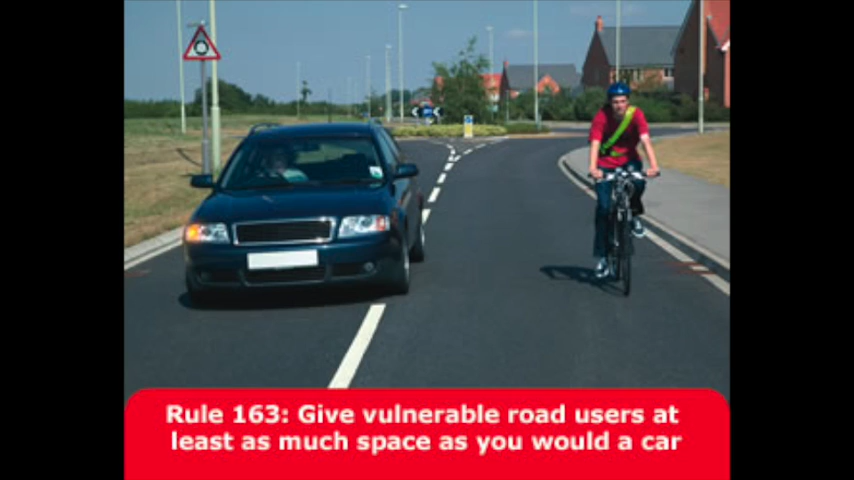 Rule 163: Give vulnerable road users at
least as much space as you would a car